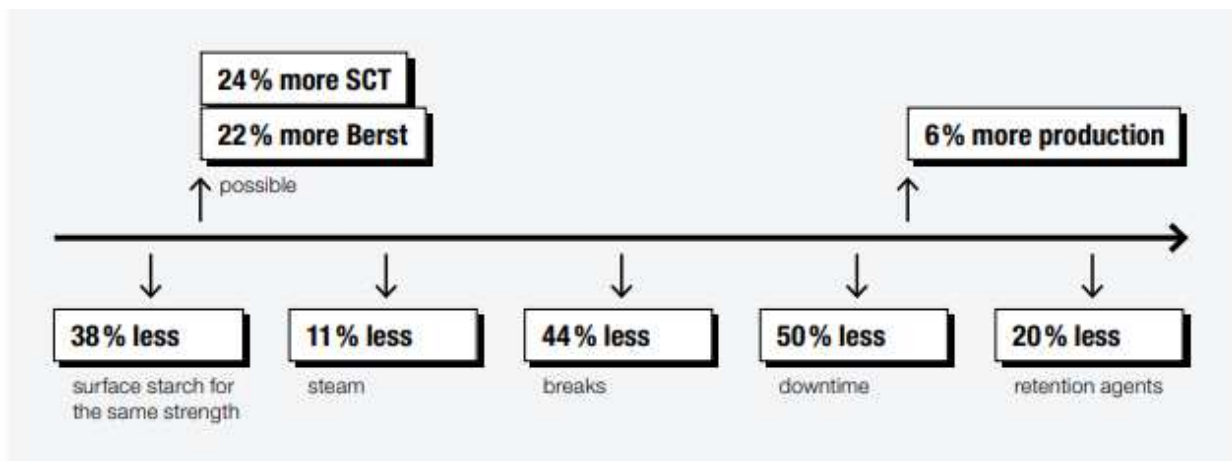 24% more SCT
22% more Berst
possible
6% more production
38% less
surface starch for
the same strength
11% less
steam
44% less
breaks
50% less
downtime
20% less
retention agents